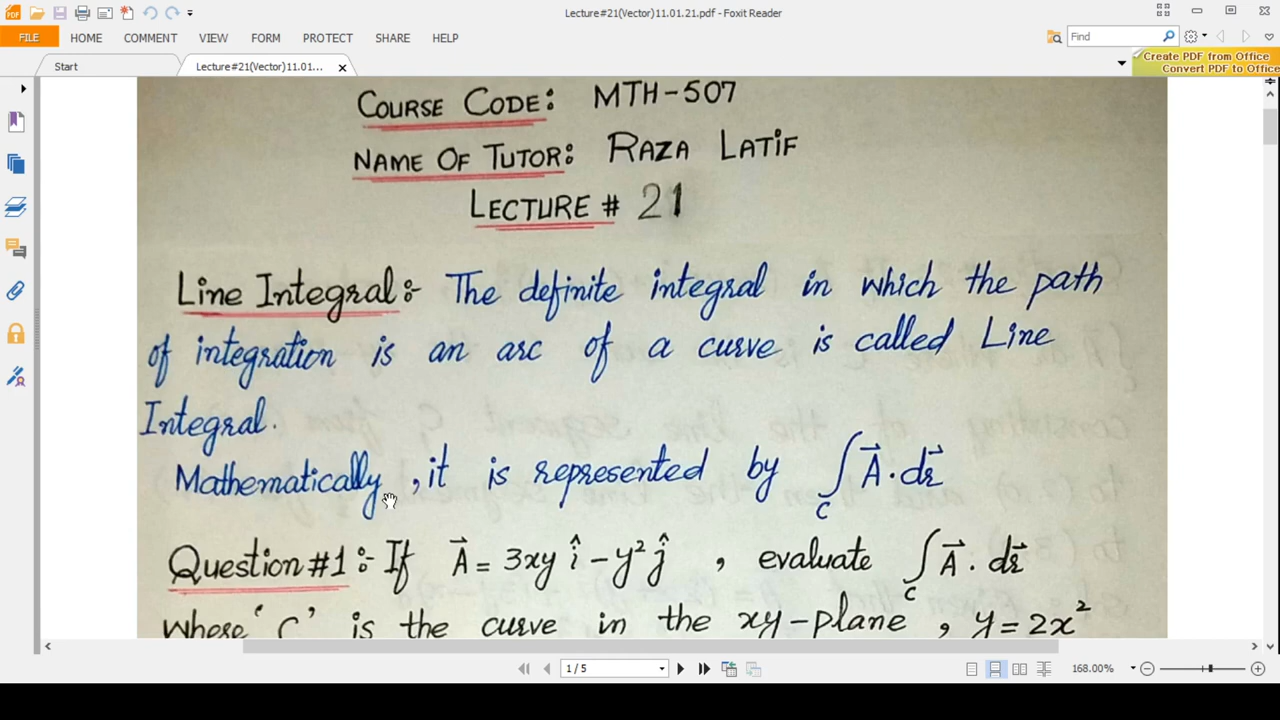 Lecture#21(Vector)11.01.21.pdf - Foxit Reader
FILE HOME COMMENT VIEW FORM PROTECT SHARE HELP
Find
Create PDF from Office
Convert PDF to Office
Start Lecture#21(Vector)11.01...
COURSE CODE: MTH-507
NAME OF TUTOR: RAZA LATIF
LECTURE # 21
Line Integral:- The definite integral in which the path
of integration is an arc of a curve is called Line
Integral.
Mathematically, it is represented by ∫_C A⃗ · dr⃗
Question #1:- If A⃗ = 3xy î - y² ĵ , evaluate ∫_C A⃗ · dr⃗
where 'C' is the curve in the xy-plane, y = 2x²
1 / 5
168.00%